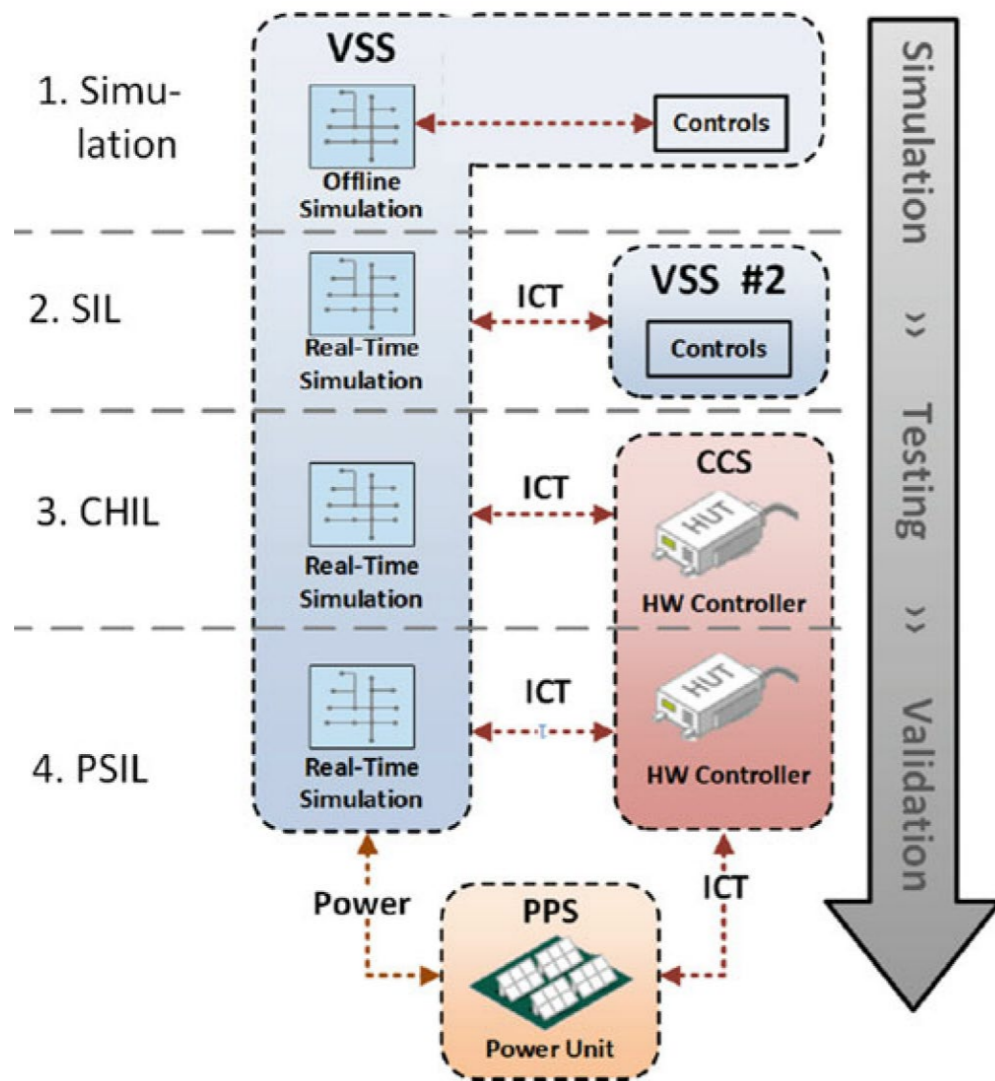 VSS
1. Simu-
lation
Controls
Offline
Simulation
2. SIL
ICT
VSS #2
Real-Time
Simulation
Controls
3. CHIL
ICT
CCS
HUT
Real-Time
Simulation
HW Controller
4. PSIL
ICT
HUT
Real-Time
Simulation
HW Controller
Power
ICT
PPS
Power Unit
Simulation >> Testing >> Validation